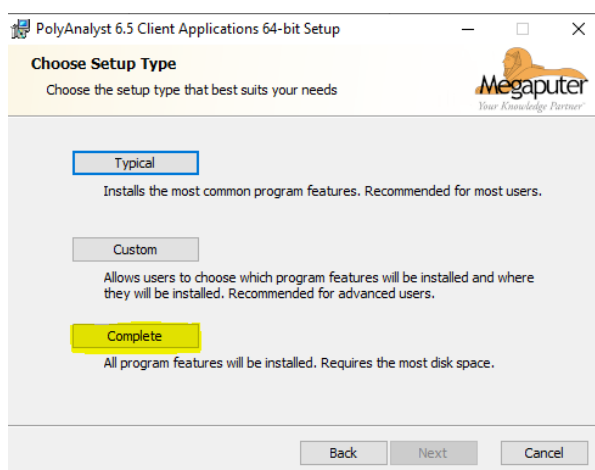 PolyAnalyst 6.5 Client Applications 64-bit Setup
Choose Setup Type
Choose the setup type that best suits your needs
Megaputer
Your Knowledge Partner
Typical
Installs the most common program features. Recommended for most users.
Custom
Allows users to choose which program features will be installed and where
they will be installed. Recommended for advanced users.
Complete
All program features will be installed. Requires the most disk space.
Back
Next
Cancel